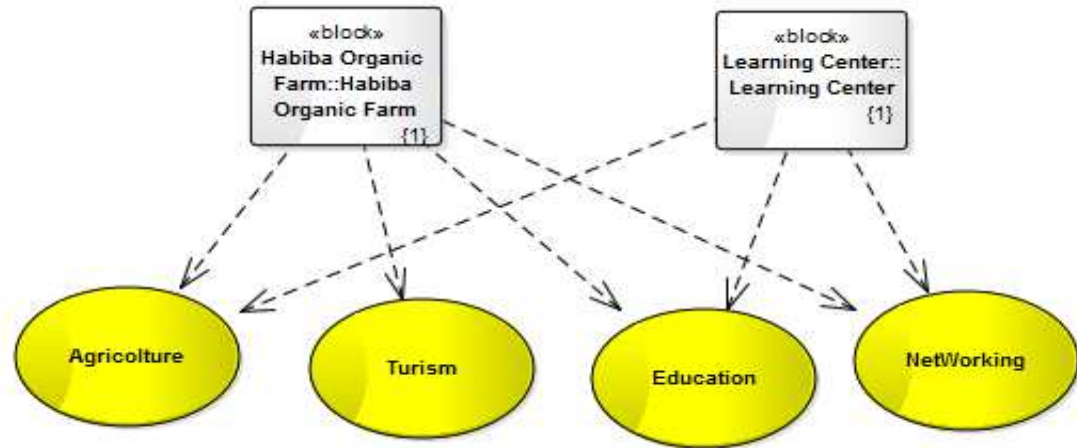 «block»
Habiba Organic
Farm::Habiba
Organic Farm
{1}
«block»
Learning Center::
Learning Center
{1}
Agricolture
Turism
Education
NetWorking